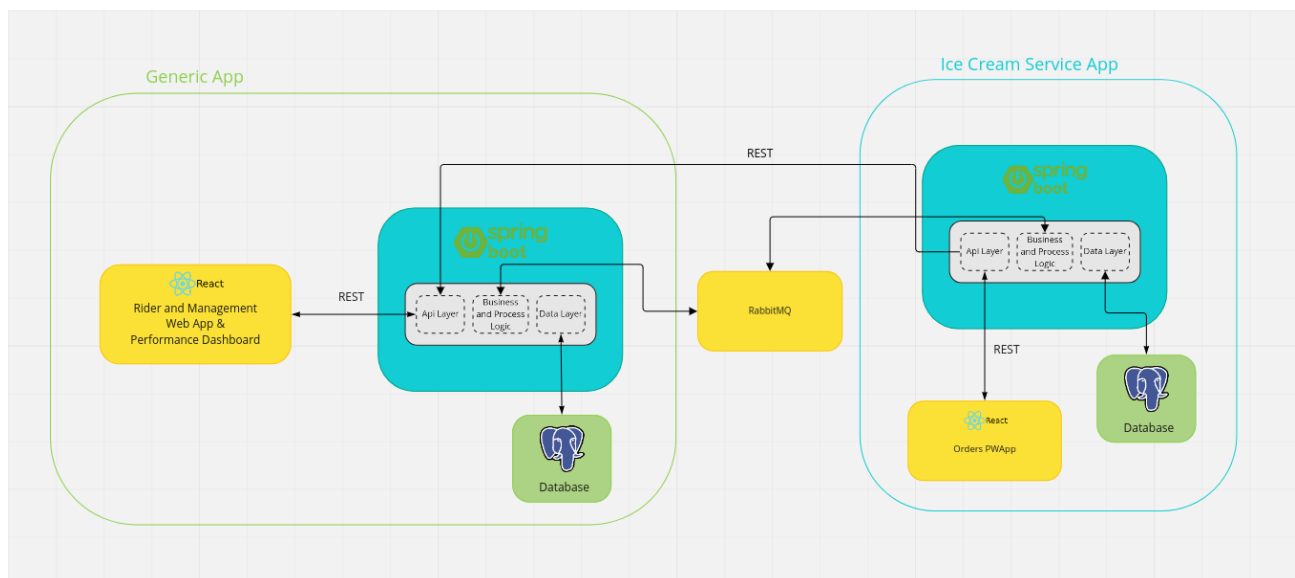 Generic App
Ice Cream Service App
REST
spring
boot
spring
boot
Api Layer
Business
and Process
Logic
Data Layer
React
Rider and Management
Web App &
Performance Dashboard
REST
Api Layer
Business
and Process
Logic
Data Layer
RabbitMQ
REST
Database
React
Orders PWApp
Database